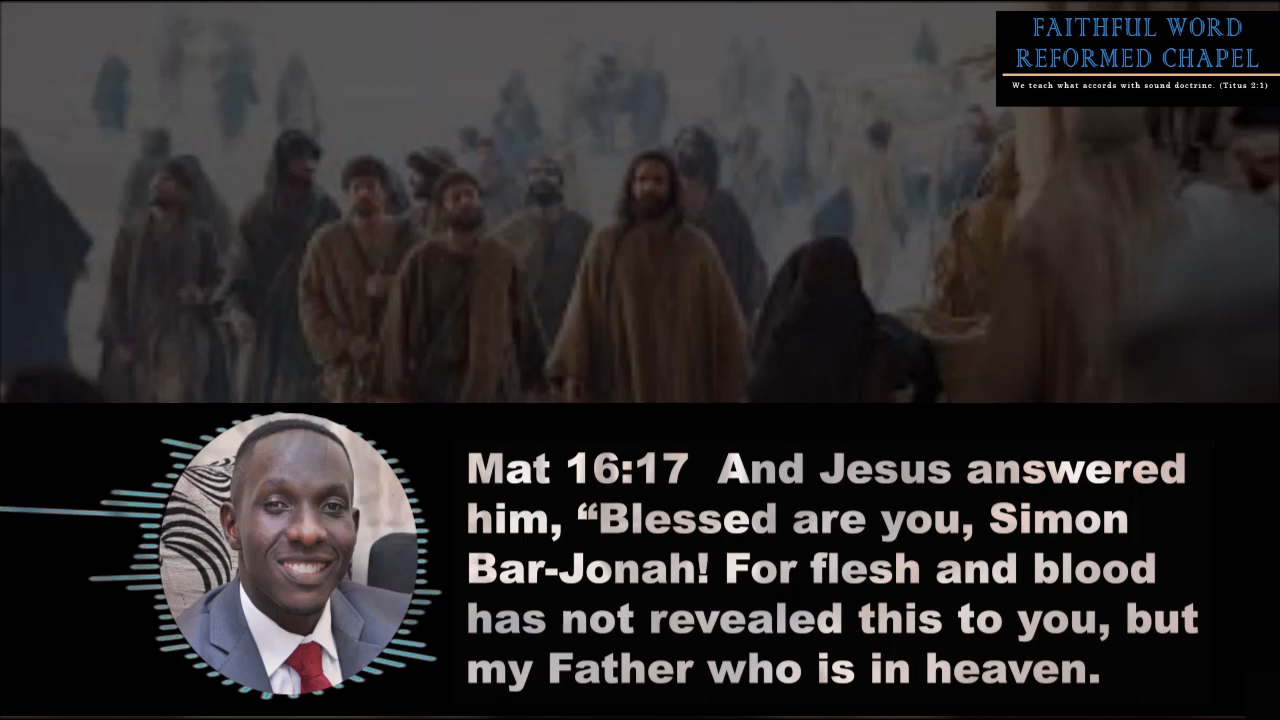 FAITHFUL WORD
REFORMED CHAPEL
We teach what accords with sound doctrine. (Titus 2:1)
Mat 16:17  And Jesus answered
him, “Blessed are you, Simon
Bar-Jonah! For flesh and blood
has not revealed this to you, but
my Father who is in heaven.